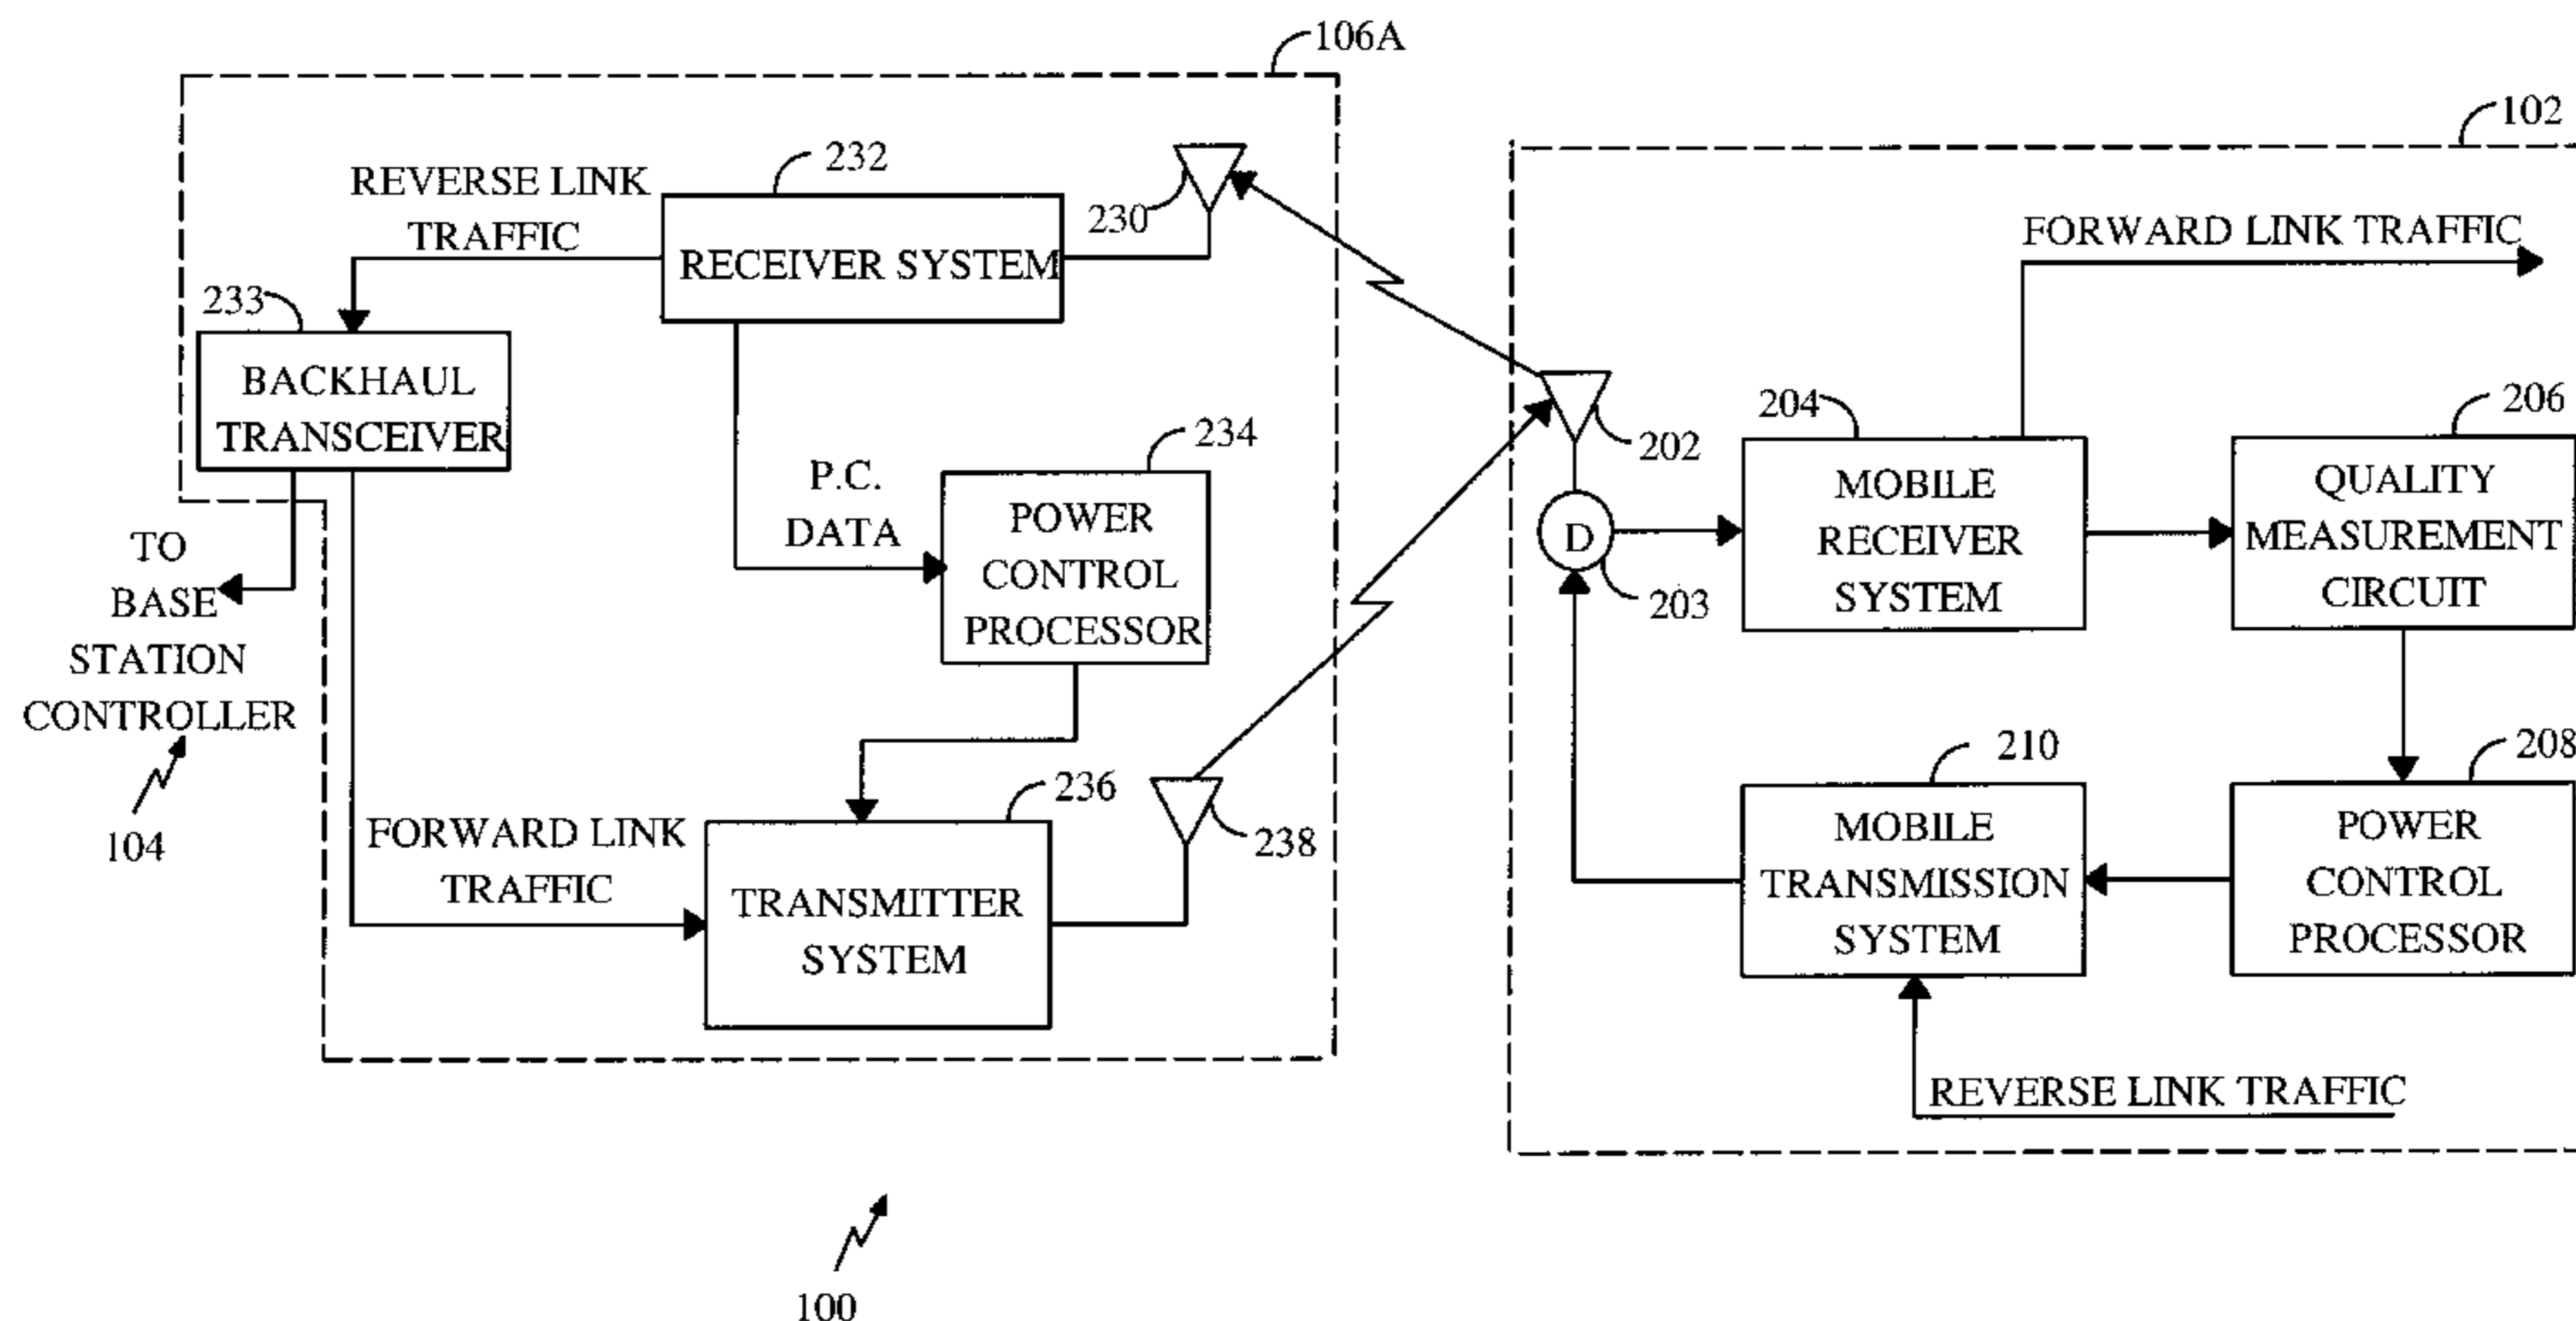 106A
102
REVERSE LINK
TRAFFIC
232
230
FORWARD LINK TRAFFIC
RECEIVER SYSTEM
233
BACKHAUL
TRANSCEIVER
P.C.
DATA
234
POWER
CONTROL
PROCESSOR
TO
BASE
STATION
CONTROLLER
104
FORWARD LINK
TRAFFIC
236
TRANSMITTER
SYSTEM
238
202
D
203
204
MOBILE
RECEIVER
SYSTEM
206
QUALITY
MEASUREMENT
CIRCUIT
210
MOBILE
TRANSMISSION
SYSTEM
208
POWER
CONTROL
PROCESSOR
REVERSE LINK TRAFFIC
100